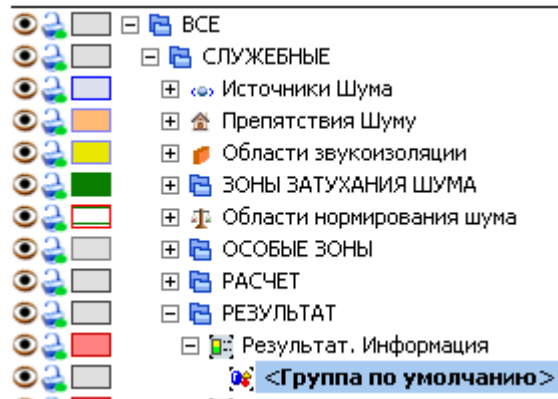 ВСЕ
СЛУЖЕБНЫЕ
Источники Шума
Препятствия Шуму
Области звукоизоляции
ЗОНЫ ЗАТУХАНИЯ ШУМА
Области нормирования шума
ОСОБЫЕ ЗОНЫ
РАСЧЕТ
РЕЗУЛЬТАТ
Результат. Информация
<Группа по умолчанию>